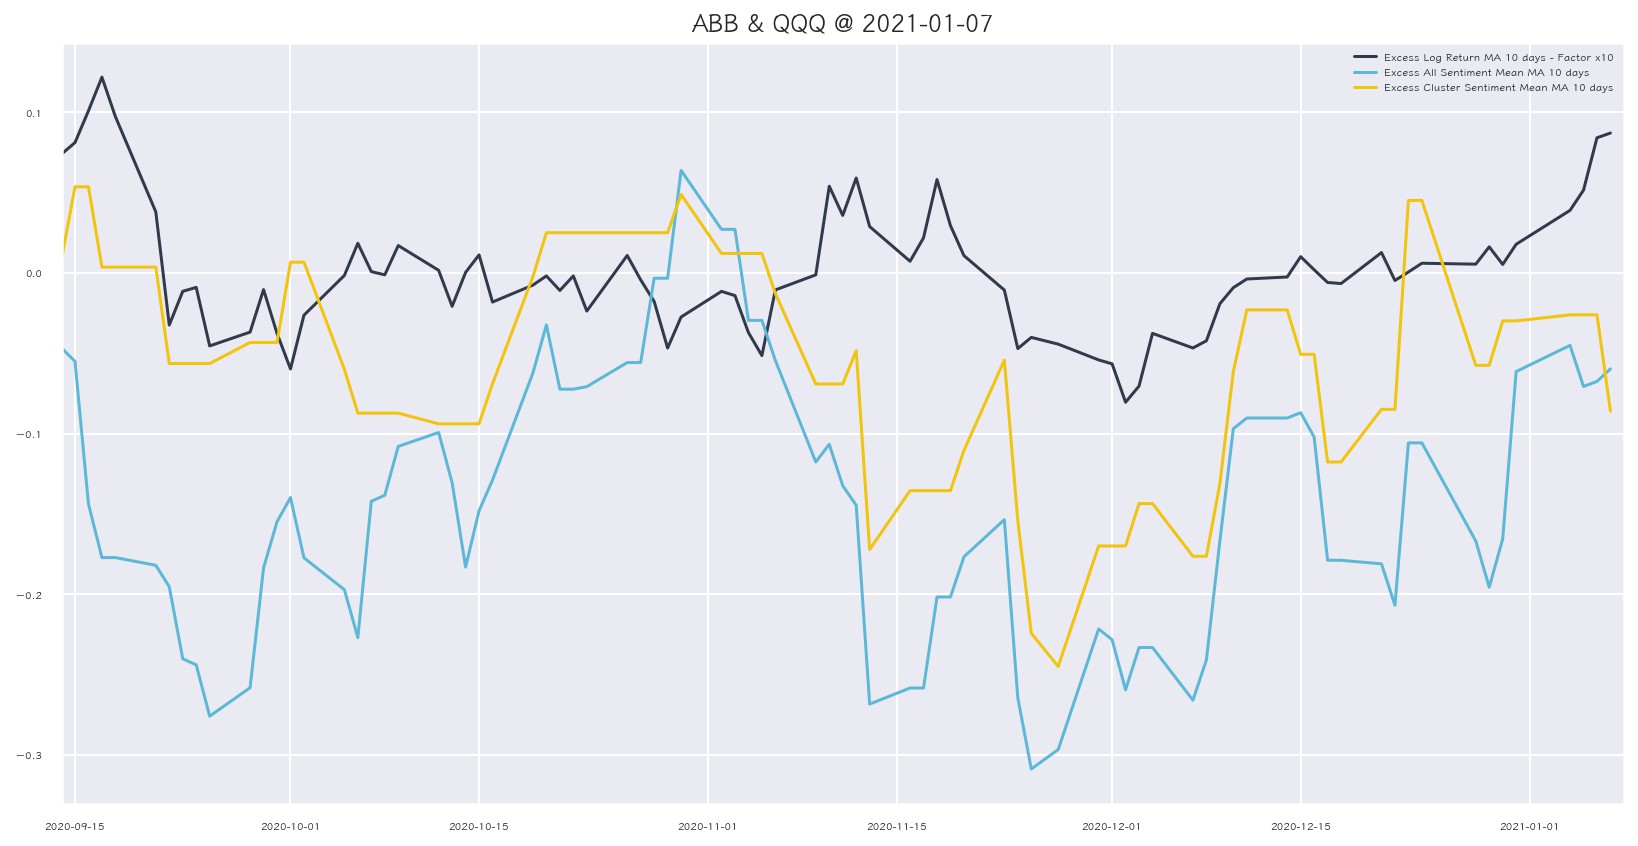 ABB & QQQ @ 2021-01-07
Excess Log Return MA 10 days - Factor x10
Excess All Sentiment Mean MA 10 days
Excess Cluster Sentiment Mean MA 10 days
0.1
0.0
−0.1
−0.2
−0.3
2020-09-15 2020-10-01 2020-10-15 2020-11-01 2020-11-15 2020-12-01 2020-12-15 2021-01-01